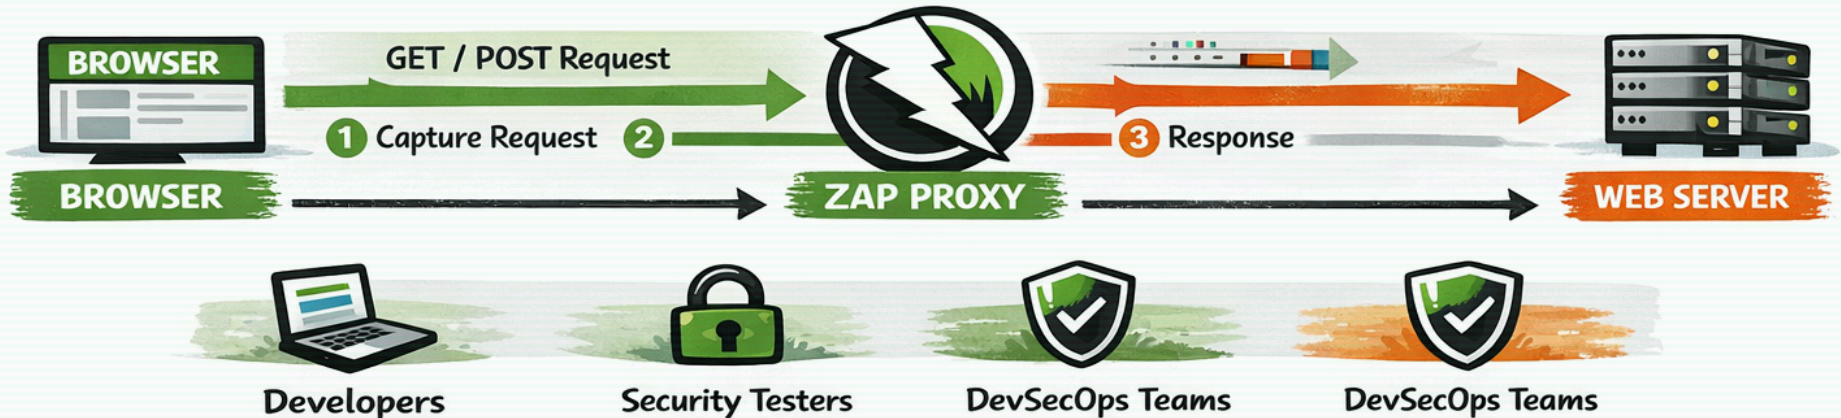 BROWSER
GET / POST Request
1 Capture Request 2
3 Response
BROWSER
ZAP PROXY
WEB SERVER
Developers
Security Testers
DevSecOps Teams
DevSecOps Teams